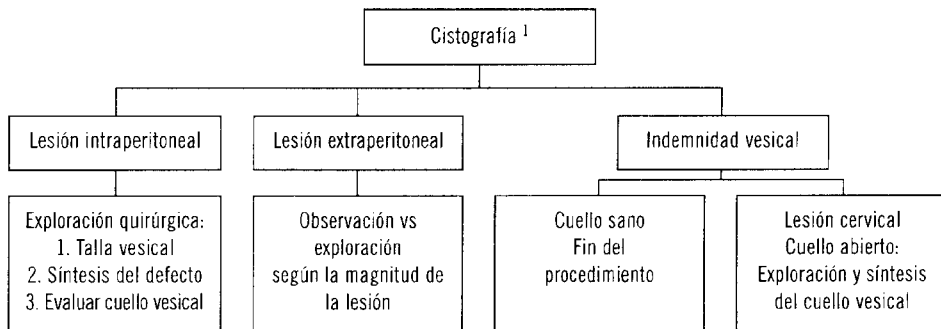 Cistografía 1
Lesión intraperitoneal
Lesión extraperitoneal
Indemnidad vesical
Exploración quirúrgica:
1. Talla vesical
2. Síntesis del defecto
3. Evaluar cuello vesical
Observación vs
exploración
según la magnitud de
la lesión
Cuello sano
Fin del
procedimiento
Lesión cervical
Cuello abierto:
Exploración y síntesis
del cuello vesical